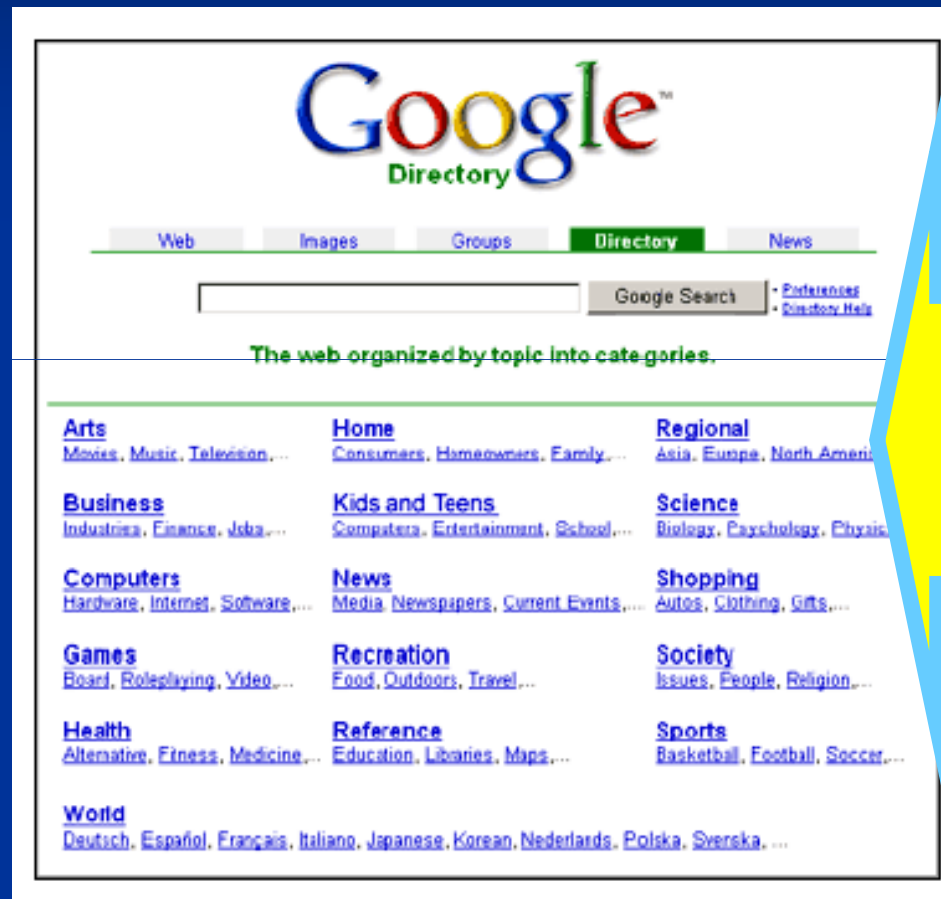 Google™
Directory
Web Images Groups Directory News
Google Search
• Preferences
• Directory Help
The web organized by topic into categories.
Arts
Movies, Music, Television,...
Home
Consumers, Homeowners, Family,...
Regional
Asia, Europe, North Americ
Business
Industries, Finance, Jobs,...
Kids and Teens
Computers, Entertainment, School,...
Science
Biology, Psychology, Physic
Computers
Hardware, Internet, Software,...
News
Media, Newspapers, Current Events,...
Shopping
Autos, Clothing, Gifts,...
Games
Board, Roleplaying, Video,...
Recreation
Food, Outdoors, Travel,...
Society
Issues, People, Religion,...
Health
Alternative, Fitness, Medicine,...
Reference
Education, Libraries, Maps,...
Sports
Basketball, Football, Soccer,...
World
Deutsch, Español, Français, Italiano, Japanese, Korean, Nederlands, Polska, Svenska, ...